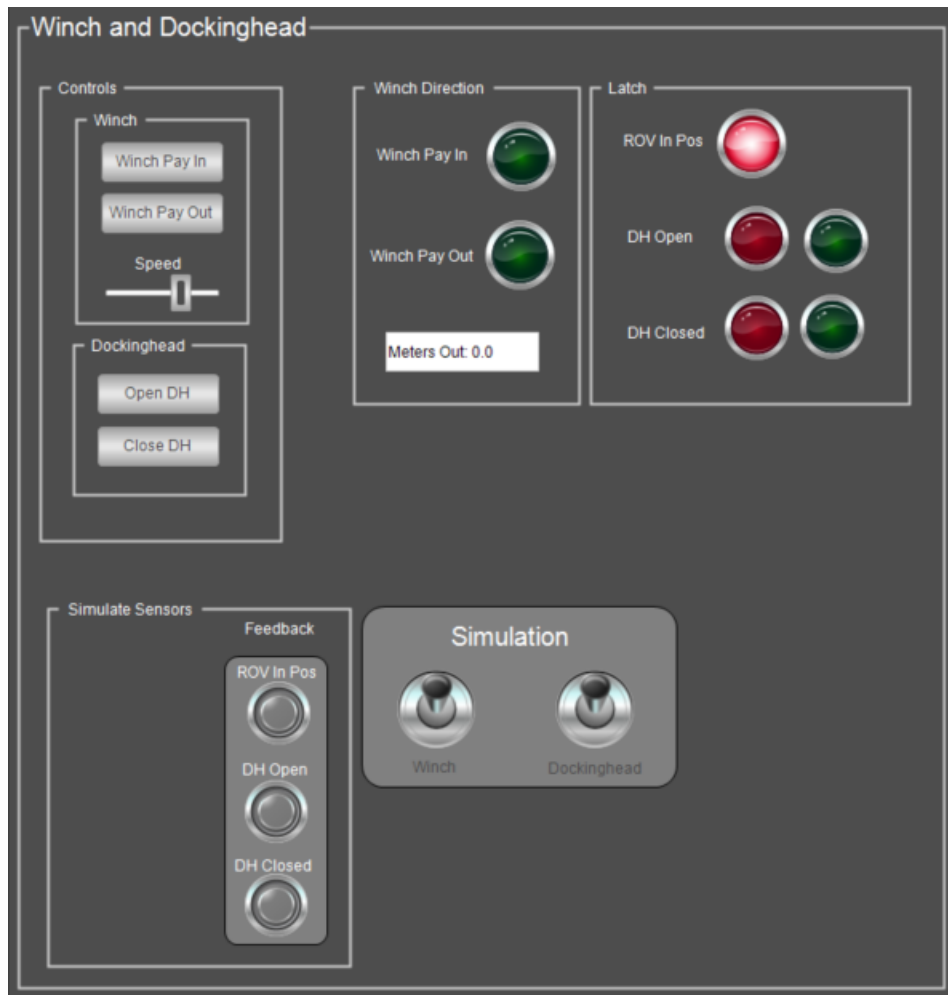 Winch and Dockinghead
Controls
Winch
Winch Pay In
Winch Pay Out
Speed
Dockinghead
Open DH
Close DH
Winch Direction
Winch Pay In
Winch Pay Out
Meters Out: 0.0
Latch
ROV In Pos
DH Open
DH Closed
Simulate Sensors
Feedback
ROV In Pos
DH Open
DH Closed
Simulation
Winch
Dockinghead